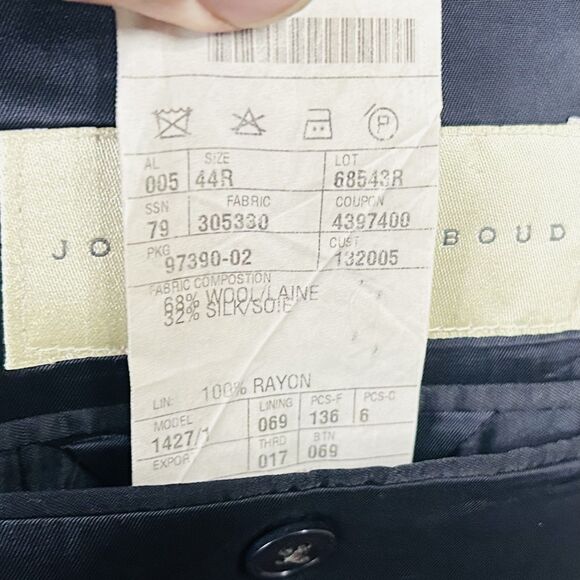 AL SIZE LOT
005 44R 68543R
SSN FABRIC COUPON
79 305330 4397400
PKG CUST
97390-02 132005
FABRIC COMPOSTION
68% WOOL/LAINE
32% SILK/SOIE
LIN: 100% RAYON
MODEL LINING PCS-F PCS-C
1427/1 069 136 6
EXPORT THRD BTN
017 069
JO BOUD
P